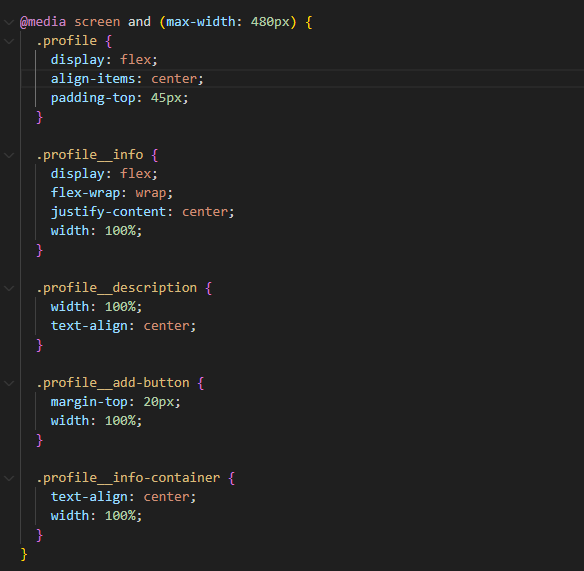 @media screen and (max-width: 480px) {
  .profile {
    display: flex;
    align-items: center;
    padding-top: 45px;
  }

  .profile__info {
    display: flex;
    flex-wrap: wrap;
    justify-content: center;
    width: 100%;
  }

  .profile__description {
    width: 100%;
    text-align: center;
  }

  .profile__add-button {
    margin-top: 20px;
    width: 100%;
  }

  .profile__info-container {
    text-align: center;
    width: 100%;
  }
}